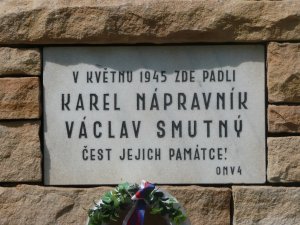 V KVĚTNU 1945 ZDE PADLI
KAREL NÁPRAVNÍK
VÁCLAV SMUTNÝ
ČEST JEJICH PAMÁTCE!
ONV4